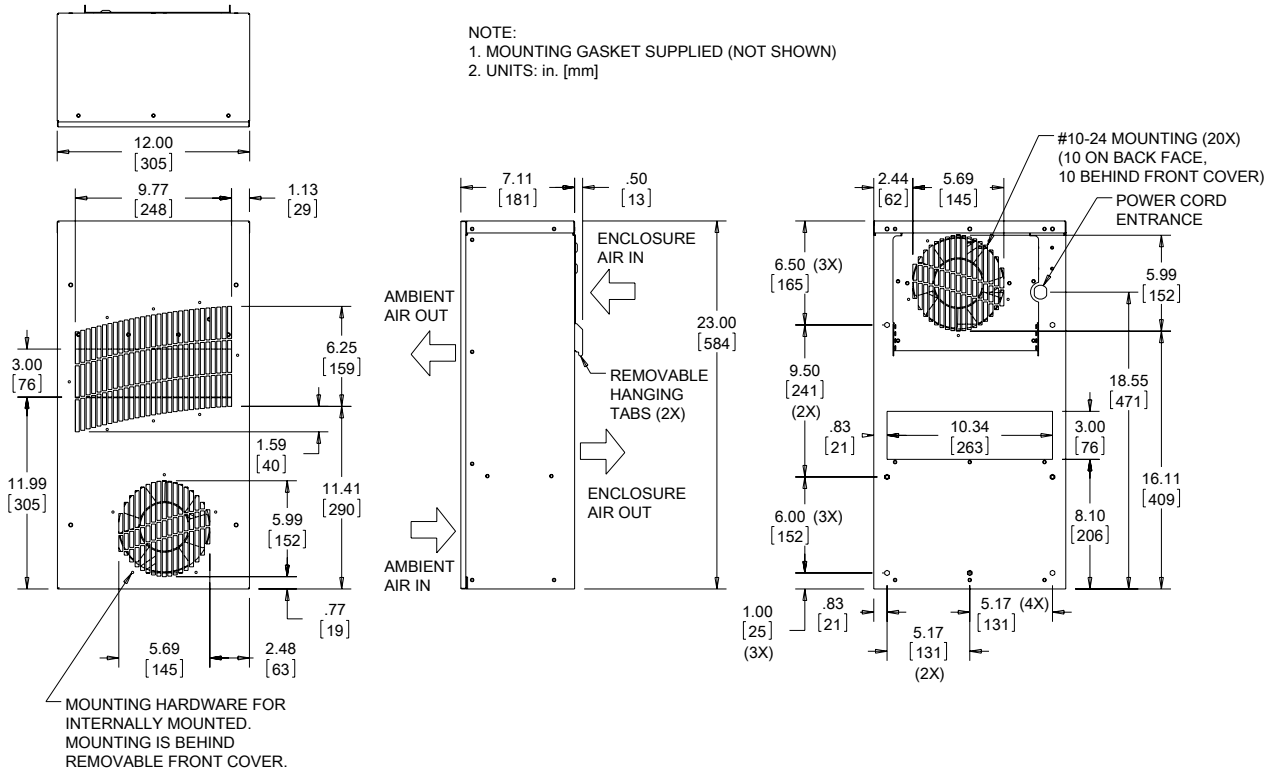 NOTE:
1. MOUNTING GASKET SUPPLIED (NOT SHOWN)
2. UNITS: in. [mm]
12.00
[305]
9.77
[248]
1.13
[29]
3.00
[76]
6.25
[159]
1.59
[40]
11.99
[305]
11.41
[290]
5.99
[152]
.77
[19]
5.69
[145]
2.48
[63]
MOUNTING HARDWARE FOR
INTERNALLY MOUNTED.
MOUNTING IS BEHIND
REMOVABLE FRONT COVER.
7.11
[181]
.50
[13]
ENCLOSURE
AIR IN
AMBIENT
AIR OUT
23.00
[584]
REMOVABLE
HANGING
TABS (2X)
ENCLOSURE
AIR OUT
AMBIENT
AIR IN
#10-24 MOUNTING (20X)
(10 ON BACK FACE,
10 BEHIND FRONT COVER)
POWER CORD
ENTRANCE
2.44
[62]
5.69
[145]
6.50 (3X)
[165]
5.99
[152]
9.50
[241]
(2X)
18.55
[471]
.83
[21]
10.34
[263]
3.00
[76]
16.11
[409]
6.00 (3X)
[152]
8.10
[206]
1.00
[25]
(3X)
.83
[21]
5.17 (4X)
[131]
5.17
[131]
(2X)